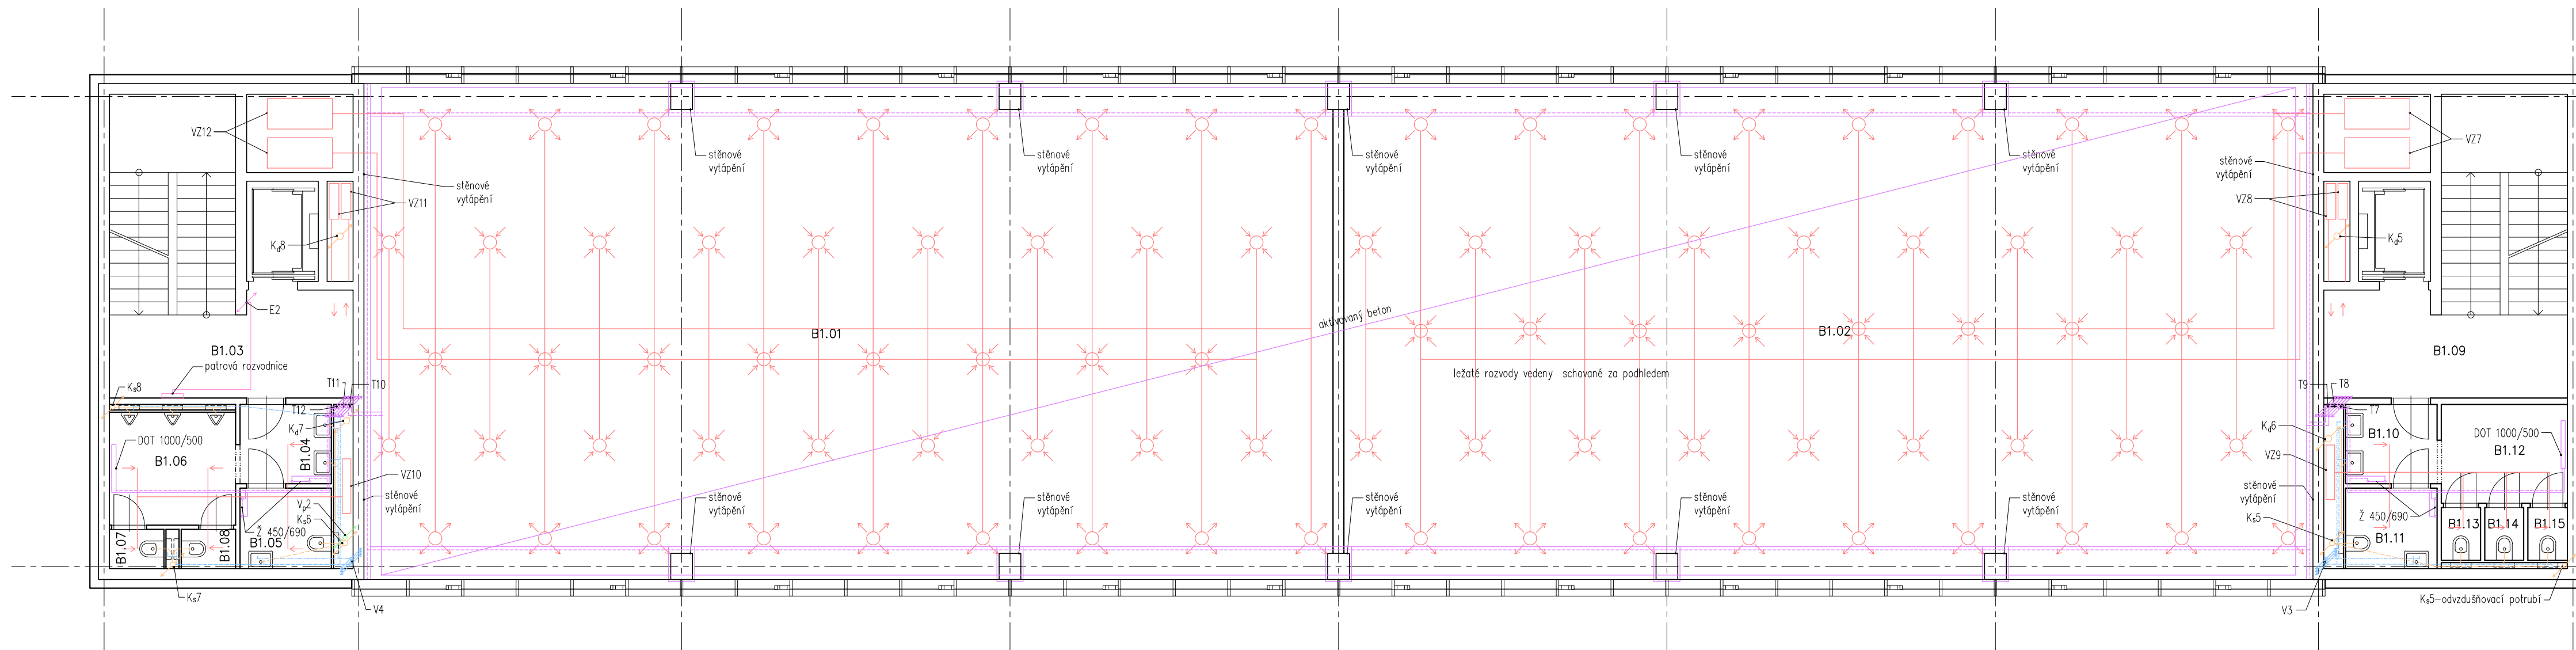 VZ12
stěnové
vytápění
stěnové
vytápění
stěnové
vytápění
stěnové
vytápění
stěnové
vytápění
stěnové
vytápění
VZ7
stěnové
vytápění
VZ11
stěnové
vytápění
VZ8
Kd8
Kd5
E2
B1.03
patrová rozvodnice
B1.01
aktivovaný beton
B1.02
B1.09
ležaté rozvody vedeny schované za podhledem
Ks8
T11
T10
T12
Kd7
T9
T8
T7
Kd6
DOT 1000/500
B1.06
B1.04
B1.10
DOT 1000/500
B1.12
VZ10
VZ9
stěnové
vytápění
stěnové
vytápění
stěnové
vytápění
stěnové
vytápění
stěnové
vytápění
stěnové
vytápění
stěnové
vytápění
Vp2
Ks6
Ž 450/690
B1.05
B1.07
B1.08
Ks5
Ž 450/690
B1.11
B1.13
B1.14
B1.15
Ks7
V4
V3
Ks5-odvzdušňovací potrubí